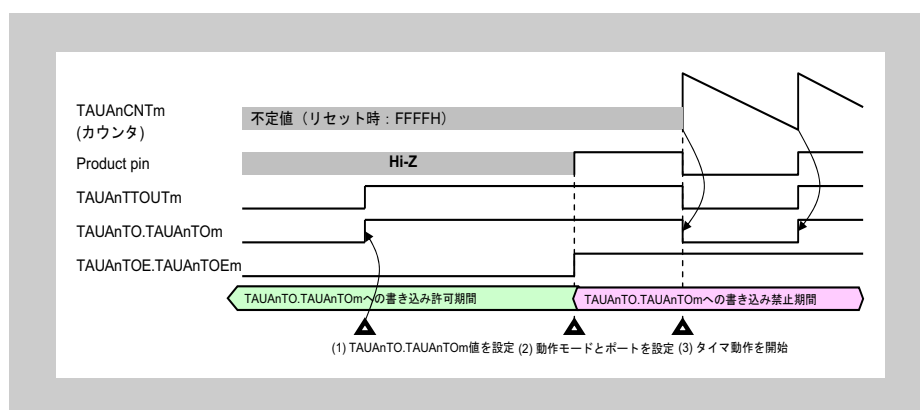 TAUAnCNTm
(カウンタ)
不定値（リセット時：FFFFH）
Product pin
Hi-Z
TAUAnTTOUTm
TAUAnTO.TAUAnTOm
TAUAnTOE.TAUAnTOEm
TAUAnTO.TAUAnTOmへの書き込み許可期間
TAUAnTO.TAUAnTOmへの書き込み禁止期間
(1) TAUAnTO.TAUAnTOm値を設定 (2) 動作モードとポートを設定 (3) タイマ動作を開始